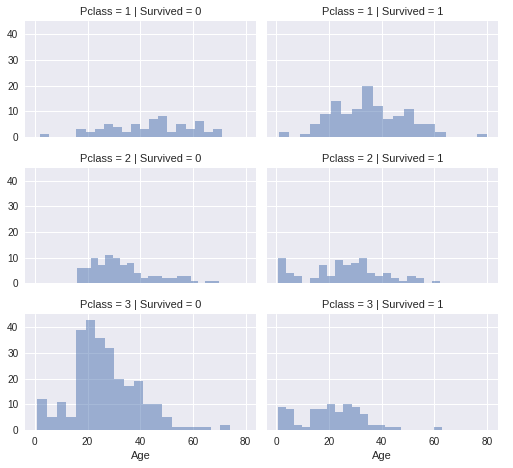 Pclass = 1 | Survived = 0
Pclass = 1 | Survived = 1
40
30
20
10
0
Pclass = 2 | Survived = 0
Pclass = 2 | Survived = 1
40
30
20
10
0
Pclass = 3 | Survived = 0
Pclass = 3 | Survived = 1
40
30
20
10
0
0 20 40 60 80
0 20 40 60 80
Age
Age